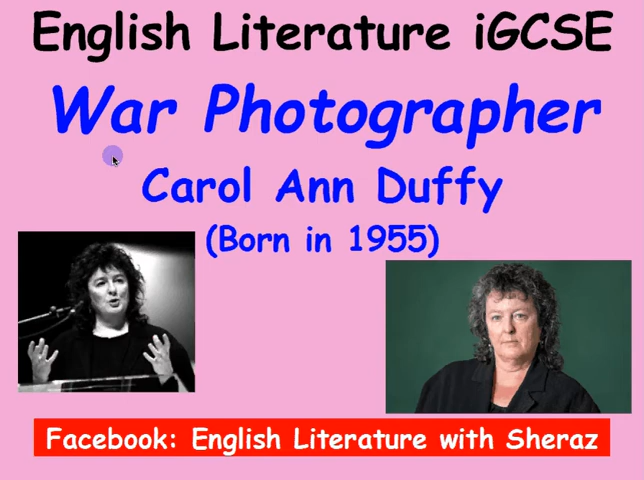 English Literature iGCSE
War Photographer
Carol Ann Duffy
(Born in 1955)
Facebook: English Literature with Sheraz